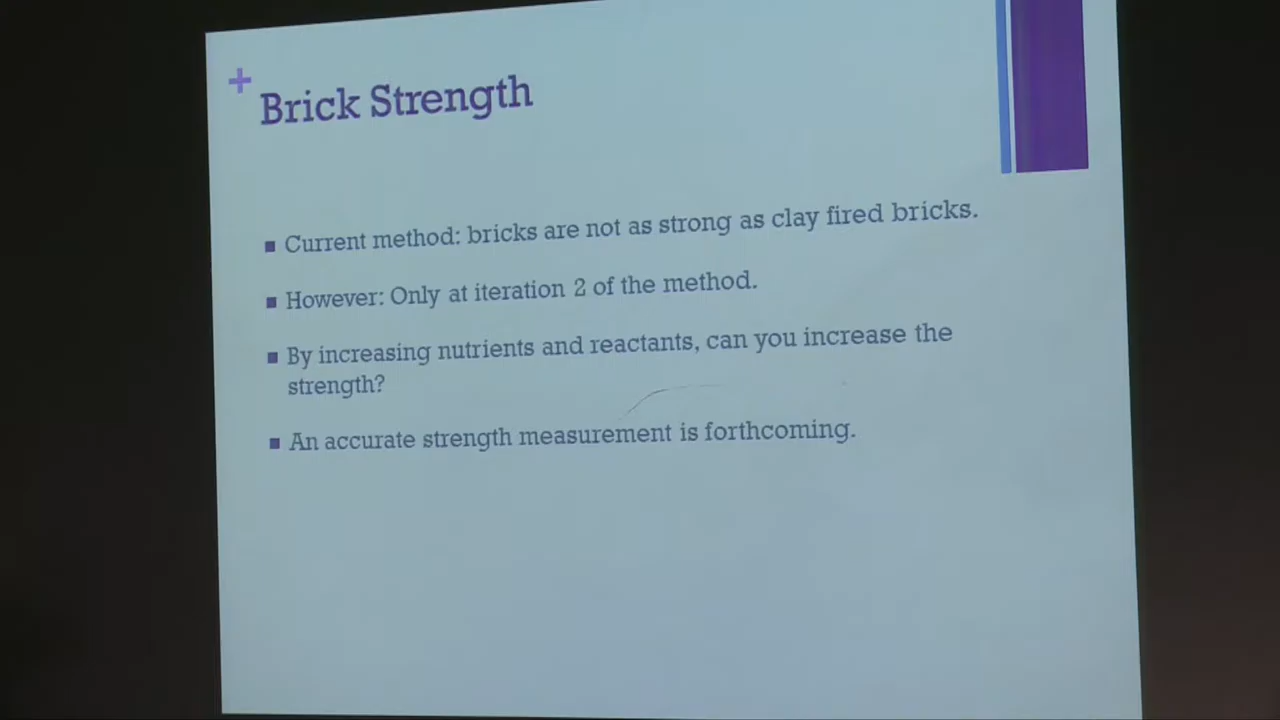 +
Brick Strength
■ Current method: bricks are not as strong as clay fired bricks.
■ However: Only at iteration 2 of the method.
■ By increasing nutrients and reactants, can you increase the
strength?
■ An accurate strength measurement is forthcoming.